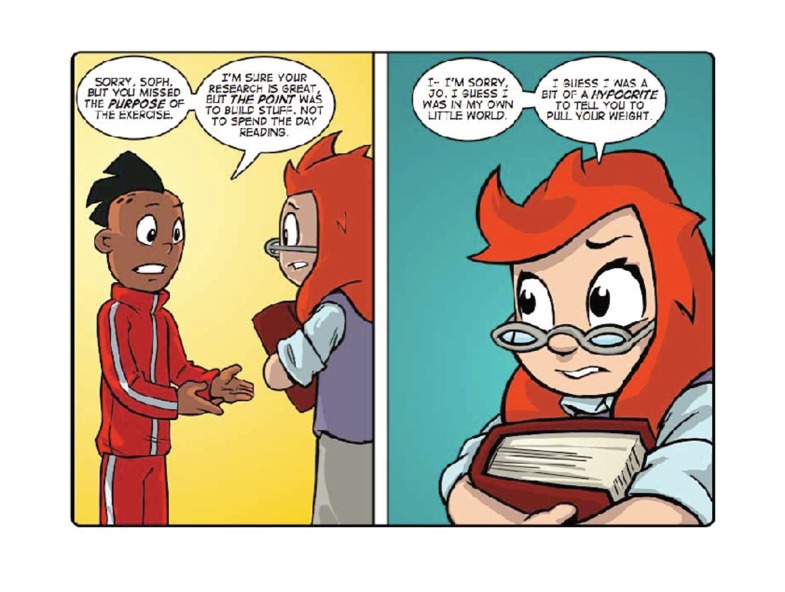 SORRY, SOPH,
BUT YOU MISSED
THE PURPOSE OF
THE EXERCISE.
I'M SURE YOUR
RESEARCH IS GREAT,
BUT THE POINT WAS
TO BUILD STUFF, NOT
TO SPEND THE DAY
READING.
I- I'M SORRY,
JO. I GUESS I
WAS IN MY OWN
LITTLE WORLD.
I GUESS I WAS A
BIT OF A HYPOCRITE
TO TELL YOU TO
PULL YOUR WEIGHT.